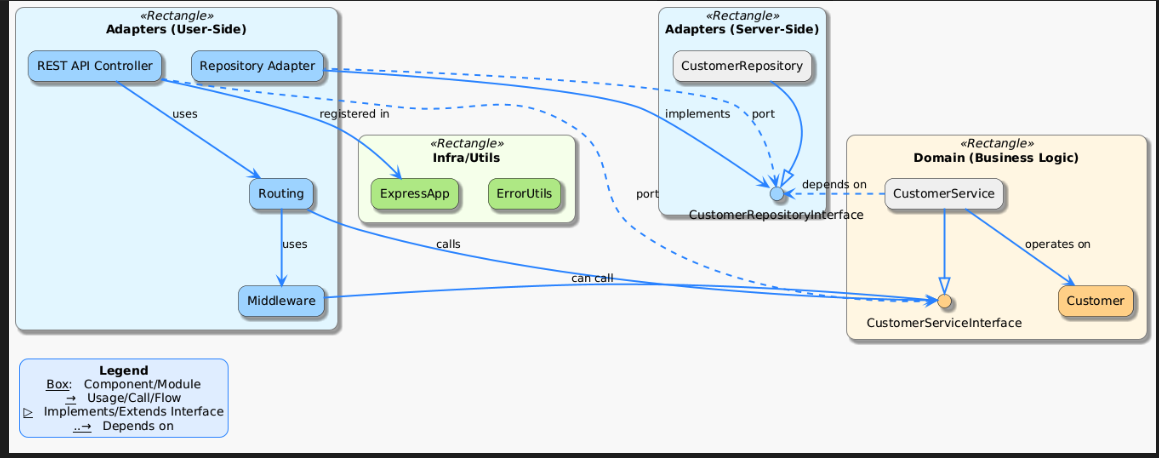 «Rectangle»
Adapters (User-Side)
REST API Controller
Repository Adapter
uses
registered in
Routing
uses
Middleware
«Rectangle»
Infra/Utils
ExpressApp
ErrorUtils
«Rectangle»
Adapters (Server-Side)
CustomerRepository
implements
port
CustomerRepositoryInterface
«Rectangle»
Domain (Business Logic)
depends on
CustomerService
port
calls
can call
operates on
CustomerServiceInterface
Customer
Legend
Box: Component/Module
→ Usage/Call/Flow
▷ Implements/Extends Interface
..→ Depends on